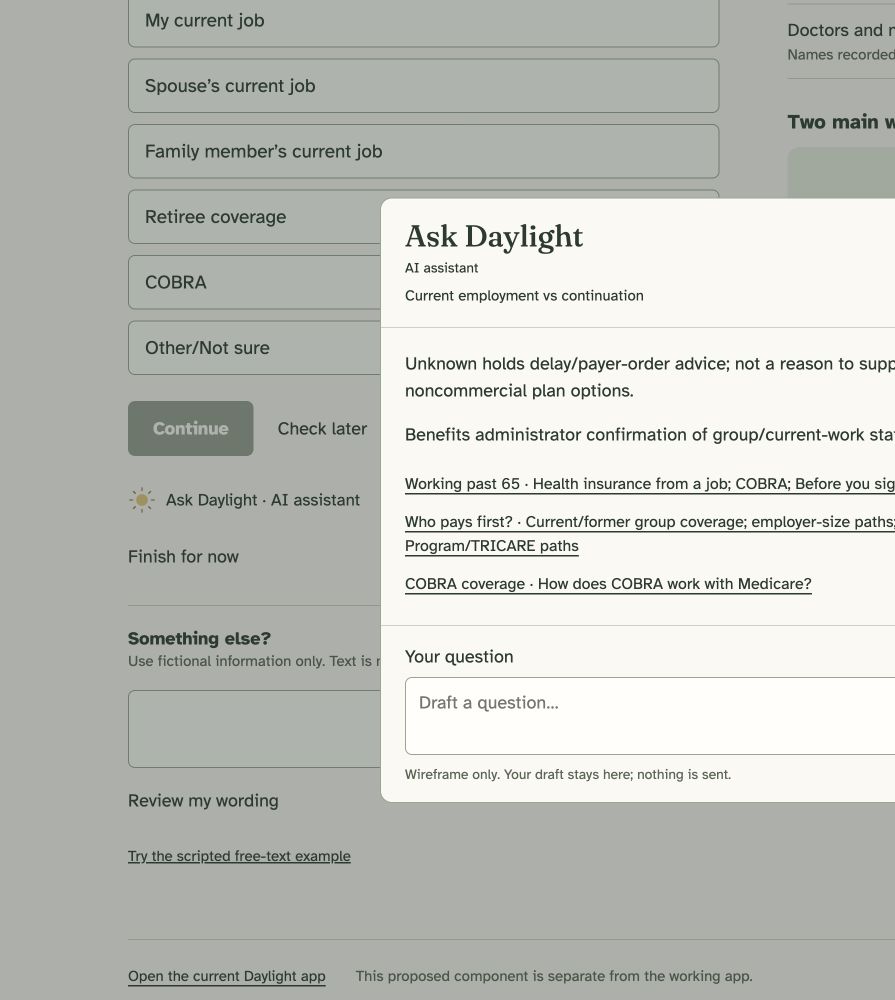 My current job
Spouse's current job
Family member's current job
Retiree coverage
COBRA
Other/Not sure
Continue
Check later
Ask Daylight · AI assistant
Finish for now
Something else?
Use fictional information only. Text is
Review my wording
Try the scripted free-text example
Doctors and
Names recorded
Two main
Ask Daylight
AI assistant
Current employment vs continuation
Unknown holds delay/payer-order advice; not a reason to
noncommercial plan options.
Benefits administrator confirmation of group/current-work
Working past 65 · Health insurance from a job; COBRA; Before you
Who pays first? · Current/former group coverage; employer-size paths;
Program/TRICARE paths
COBRA coverage · How does COBRA work with Medicare?
Your question
Draft a question...
Wireframe only. Your draft stays here; nothing is sent.
Open the current Daylight app
This proposed component is separate from the working app.